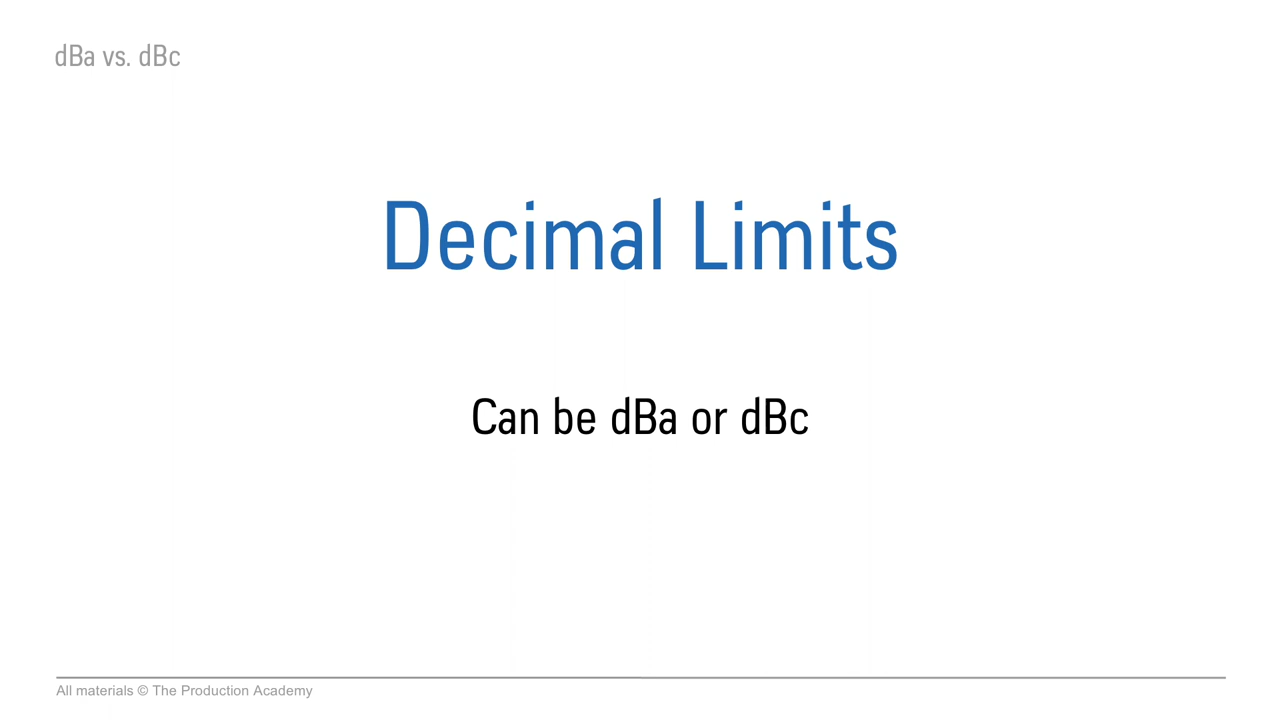 dBa vs. dBc
Decimal Limits
Can be dBa or dBc
All materials © The Production Academy